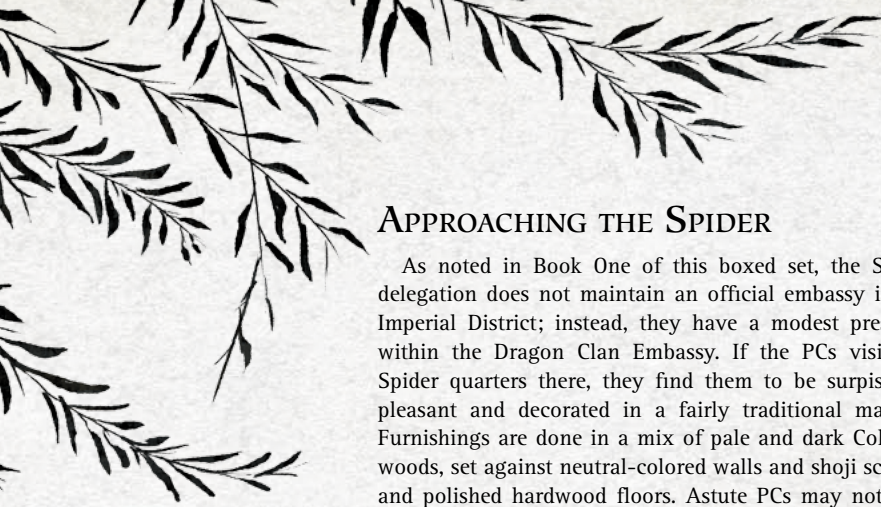 APPROACHING THE SPIDER
As noted in Book One of this boxed set, the S
delegation does not maintain an official embassy i
Imperial District; instead, they have a modest pre
within the Dragon Clan Embassy. If the PCs visi
Spider quarters there, they find them to be surpis
pleasant and decorated in a fairly traditional ma
Furnishings are done in a mix of pale and dark Col
woods, set against neutral-colored walls and shoji sc
and polished hardwood floors. Astute PCs may not